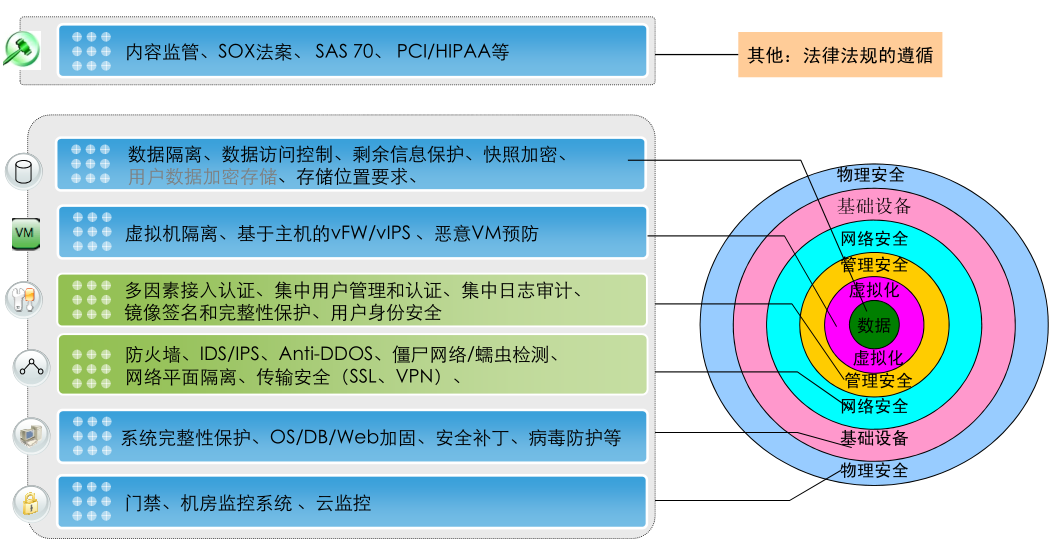 内容监管、SOX法案、 SAS 70、 PCI/HIPAA等
其他：法律法规的遵循
数据隔离、数据访问控制、剩余信息保护、快照加密、
用户数据加密存储、存储位置要求、
VM
虚拟机隔离、基于主机的vFW/vIPS 、恶意VM预防
多因素接入认证、集中用户管理和认证、集中日志审计、
镜像签名和完整性保护、用户身份安全
防火墙、IDS/IPS、Anti-DDOS、僵尸网络/蠕虫检测、
网络平面隔离、传输安全（SSL、VPN）、
系统完整性保护、OS/DB/Web加固、安全补丁、病毒防护等
门禁、机房监控系统 、云监控
物理安全
基础设备
网络安全
管理安全
虚拟化
数据
虚拟化
管理安全
网络安全
基础设备
物理安全